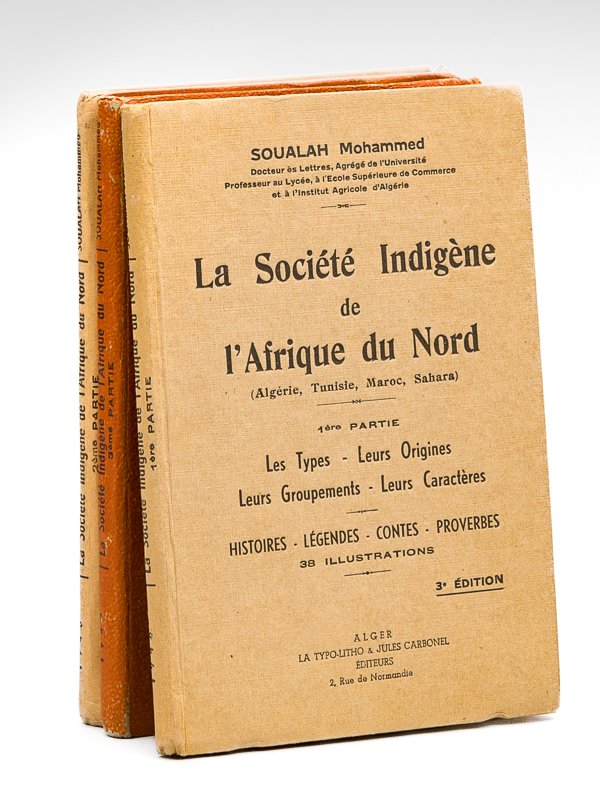 SOUALAH Mohammed
Docteur ès Lettres, Agrégé de l'Université
Professeur au Lycée, à l'Ecole Supérieure de Commerce
et à l'Institut Agricole d'Algérie
La Société Indigène
de
l'Afrique du Nord
(Algérie, Tunisie, Maroc, Sahara)
1ère PARTIE
Les Types - Leurs Origines
Leurs Groupements - Leurs Caractères
HISTOIRES - LÉGENDES - CONTES - PROVERBES
38 ILLUSTRATIONS
3e ÉDITION
ALGER
LA TYPO-LITHO & JULES CARBONEL
ÉDITEURS
2, Rue de Normandie
La Société Indigène de l'Afrique du Nord
1ère PARTIE
La Société Indigène de l'Afrique du Nord | SOUALAH Mohammed
3ème PARTIE
La Société Indigène de l'Afrique du Nord | SOUALAH Mohammed
2ème PARTIE